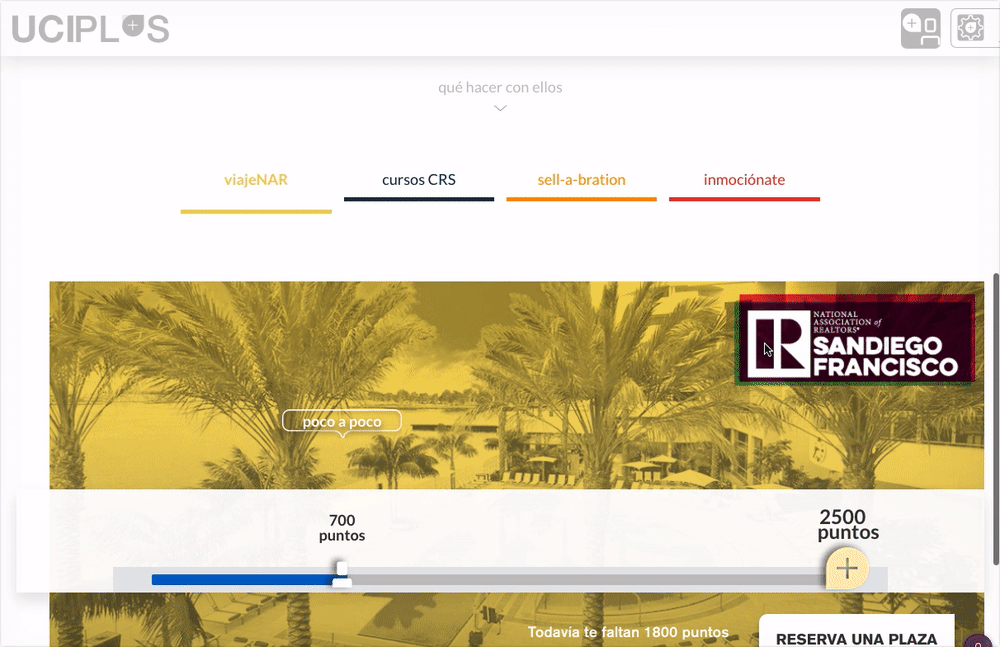 UCIPLUS
qué hacer con ellos
viajeNAR
cursos CRS
sell-a-bration
inmociónate
NATIONAL
ASSOCIATION of
REALTORS®
SANDIEGO
FRANCISCO
poco a poco
700
puntos
2500
puntos
Todavía te faltan 1800 puntos
RESERVA UNA PLAZA